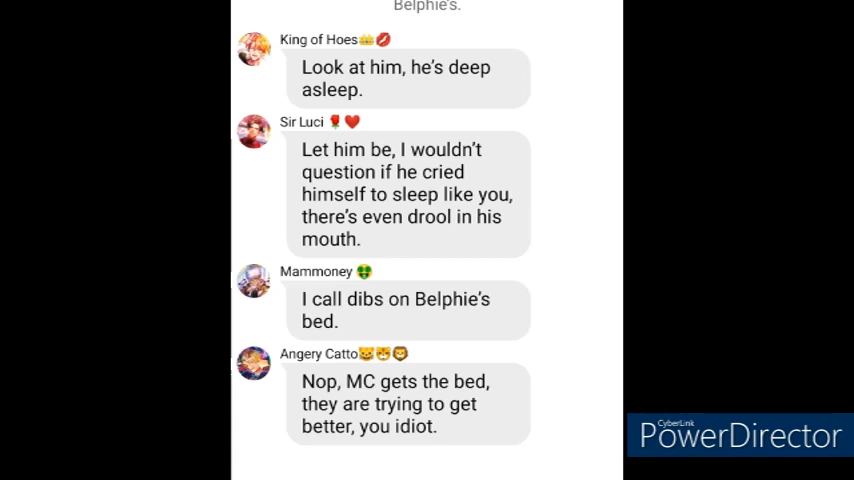 Belphie's.
King of Hoes👑💋
Look at him, he's deep
asleep.
Sir Luci 🌹❤️
Let him be, I wouldn't
question if he cried
himself to sleep like you,
there's even drool in his
mouth.
Mammoney 🤑
I call dibs on Belphie's
bed.
Angery Catto😺🐯🦁
Nop, MC gets the bed,
they are trying to get
better, you idiot.
CyberLink
PowerDirector